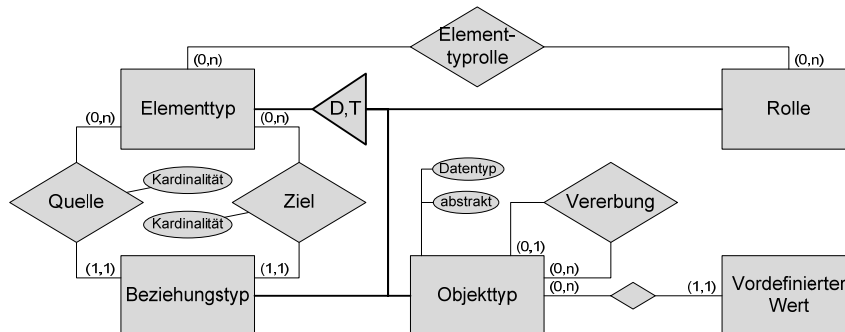 Element-
typrolle
(0,n)
(0,n)
Elementtyp
D,T
Rolle
(0,n)
(0,n)
Kardinalität
Datentyp
Quelle
Ziel
abstrakt
Vererbung
Kardinalität
(0,1)
(1,1)
(1,1)
(0,n)
(0,n)
(1,1)
Beziehungstyp
Objekttyp
Vordefinierter
Wert